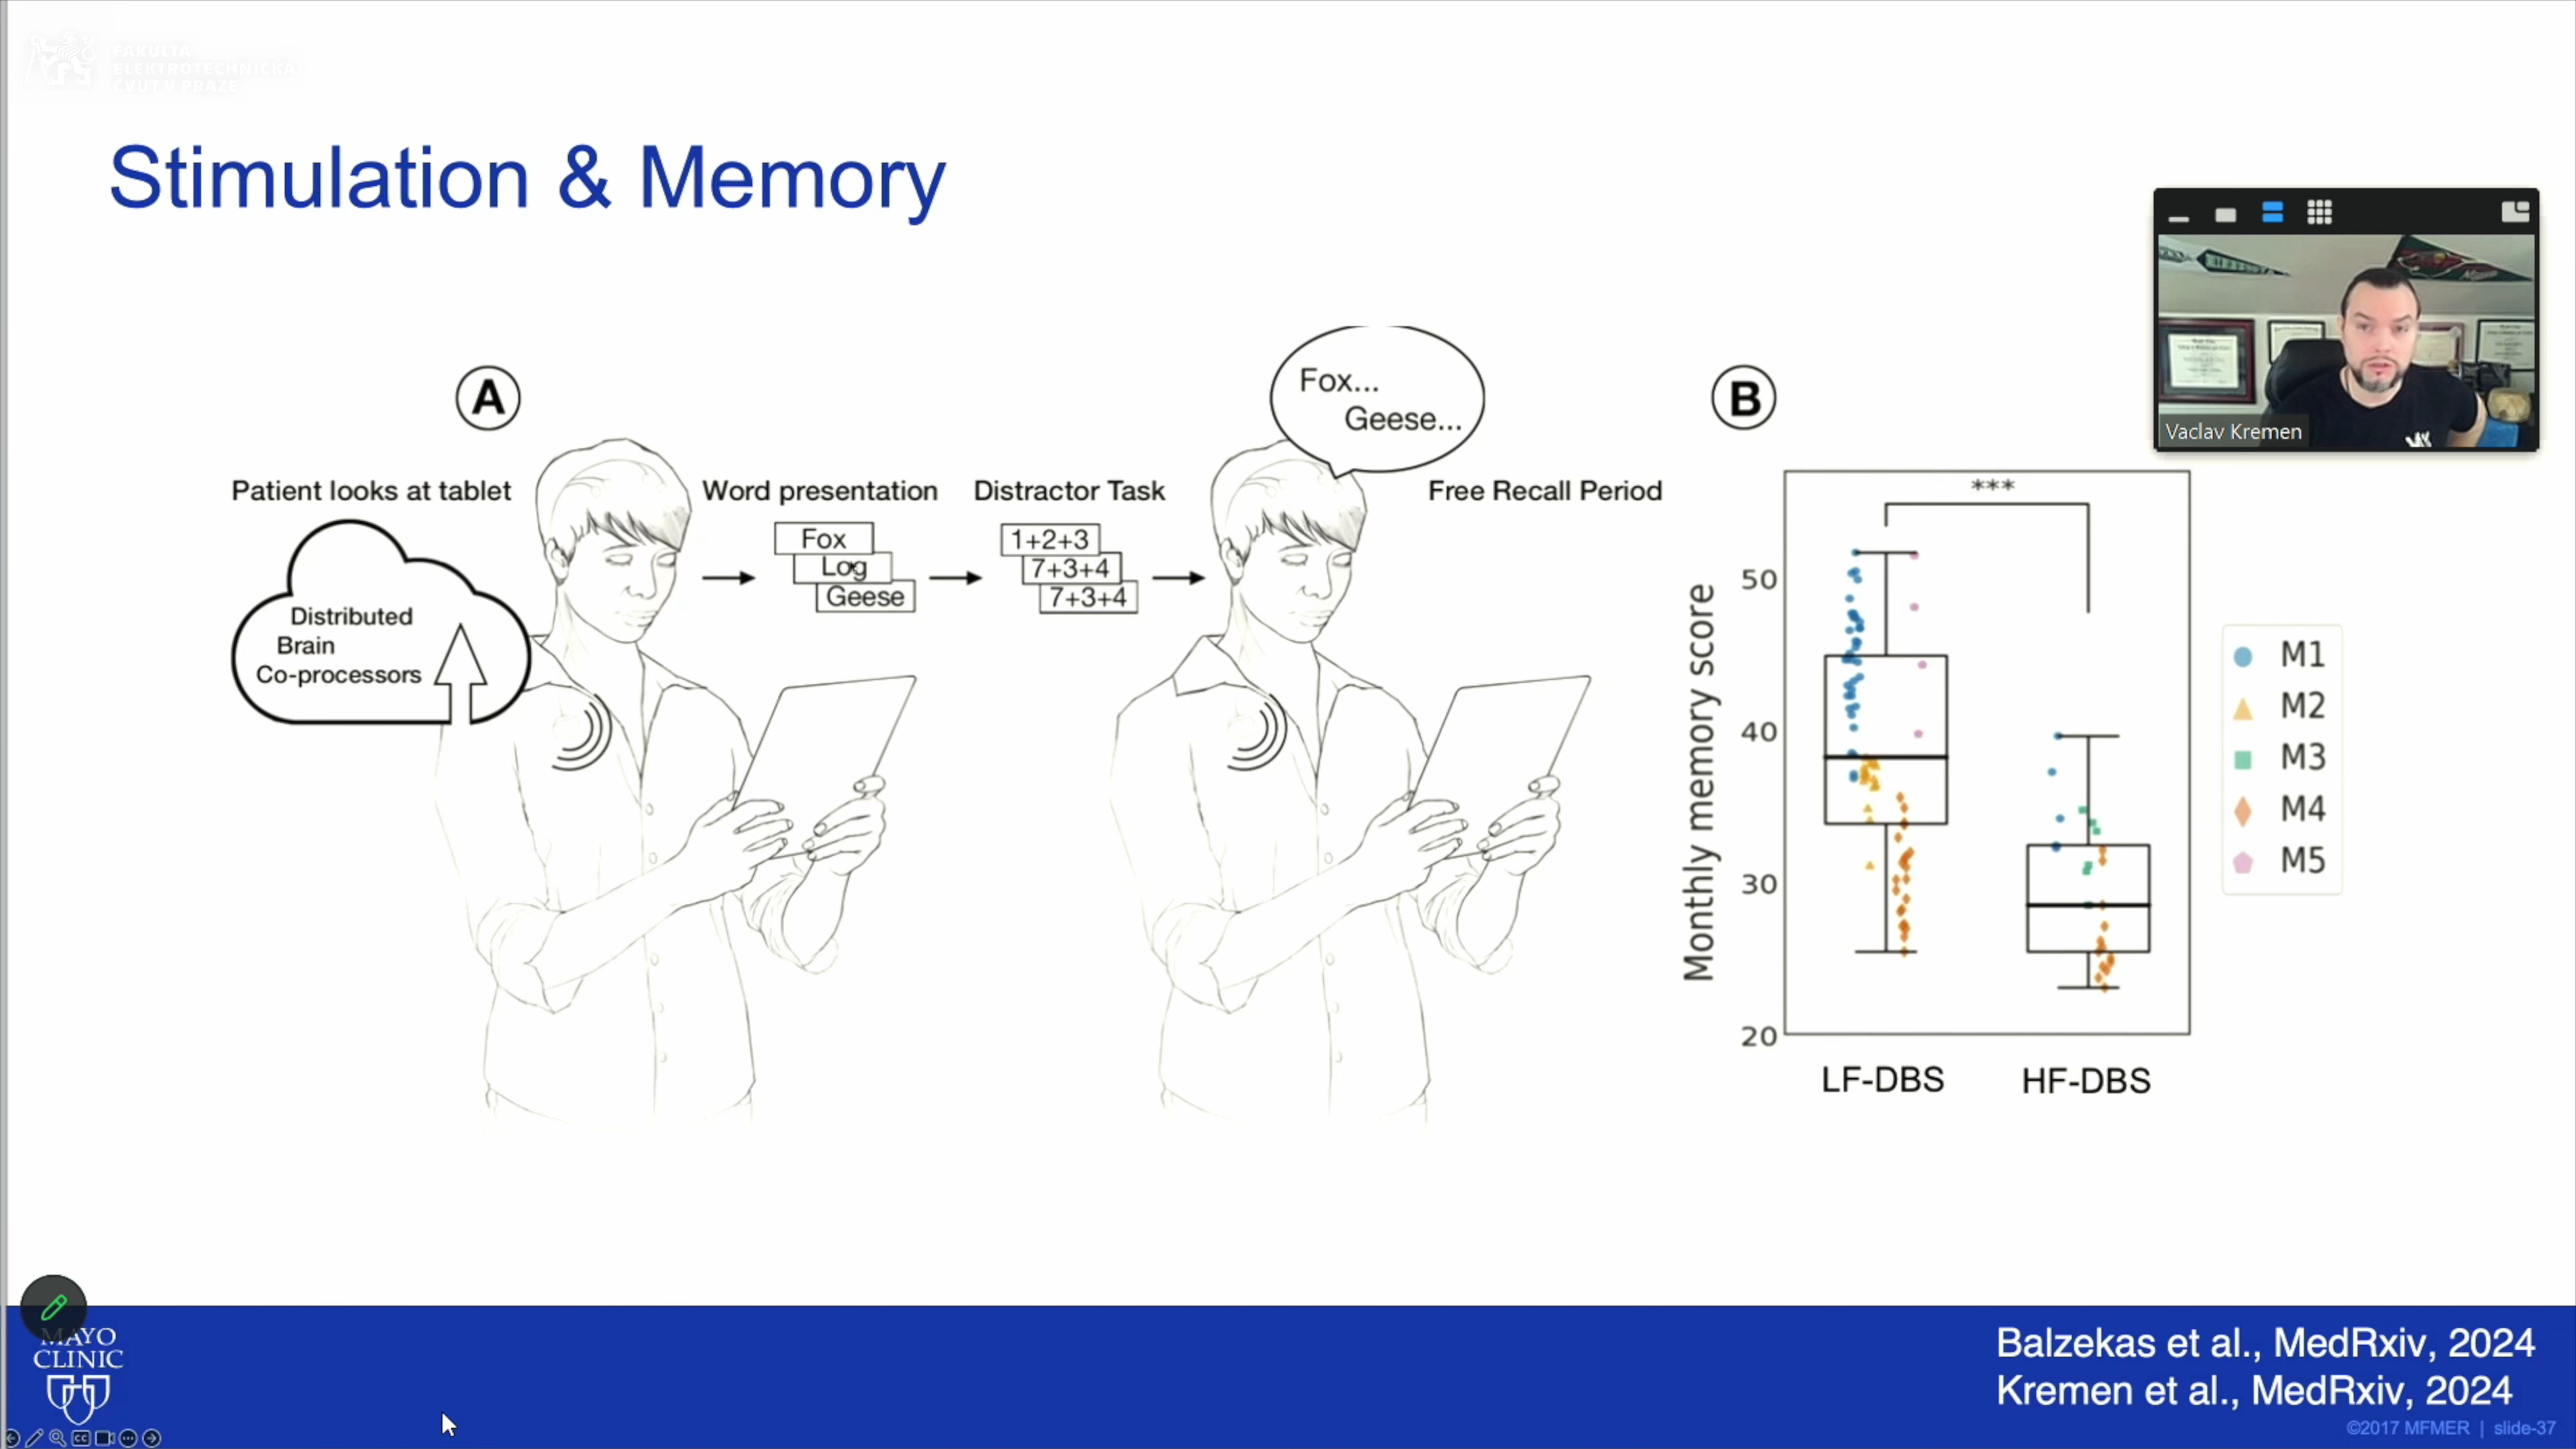 FAKULTA
ELEKTROTECHNICKÁ
ČVUT V PRAZE
Stimulation & Memory
A
Patient looks at tablet
Distributed
Brain
Co-processors
Word presentation
Fox
Log
Geese
Distractor Task
1+2+3
7+3+4
7+3+4
Fox...
Geese...
Free Recall Period
B
Vaclav Kremen
***
Monthly memory score
50
40
30
20
LF-DBS
HF-DBS
M1
M2
M3
M4
M5
MAYO
CLINIC
Balzekas et al., MedRxiv, 2024
Kremen et al., MedRxiv, 2024
©2017 MFMER | slide-37
CC